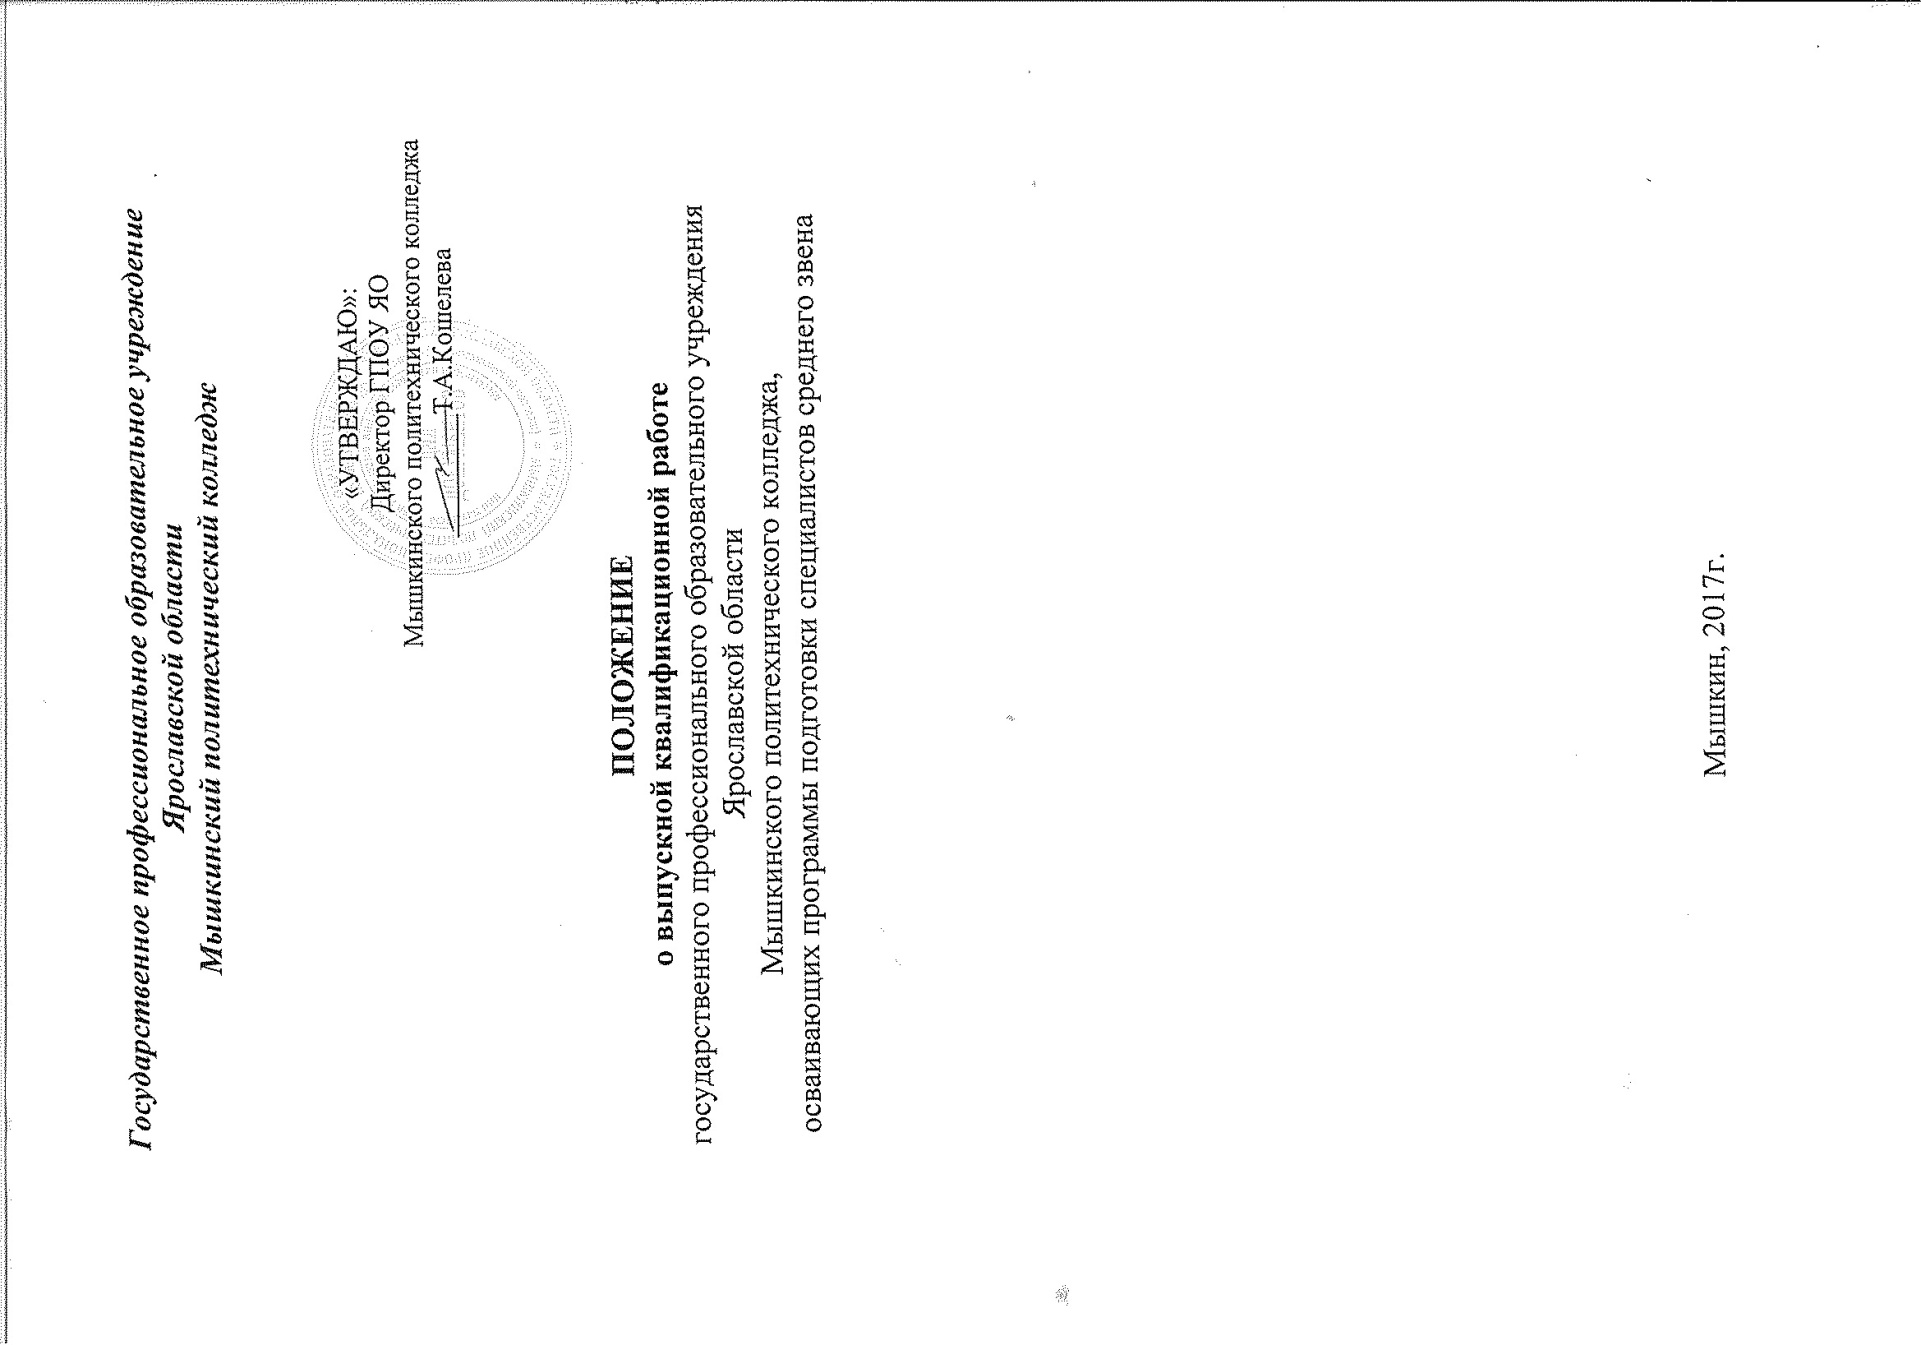 Государственное профессиональное образовательное учреждение
Ярославской области
Мышкинский политехнический колледж
«УТВЕРЖДАЮ»:
Директор ГПОУ ЯО
Мышкинского политехнического колледжа
Т.А.Кошелева
ПОЛОЖЕНИЕ
о выпускной квалификационной работе
государственного профессионального образовательного учреждения
Ярославской области
Мышкинского политехнического колледжа,
осваивающих программы подготовки специалистов среднего звена
Мышкин, 2017г.